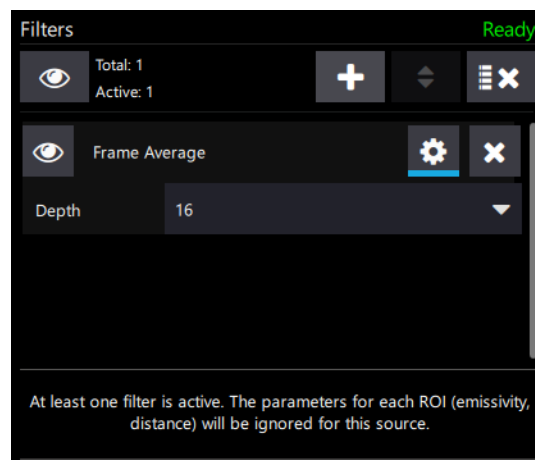 Filters Ready
Total: 1
Active: 1
Frame Average
Depth 16
At least one filter is active. The parameters for each ROI (emissivity,
distance) will be ignored for this source.